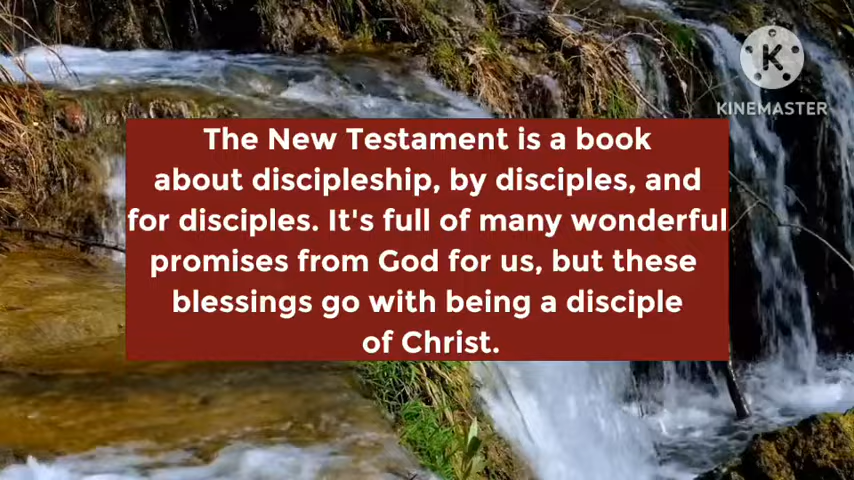 K
KINEMASTER
The New Testament is a book
about discipleship, by disciples, and
for disciples. It's full of many wonderful
promises from God for us, but these
blessings go with being a disciple
of Christ.